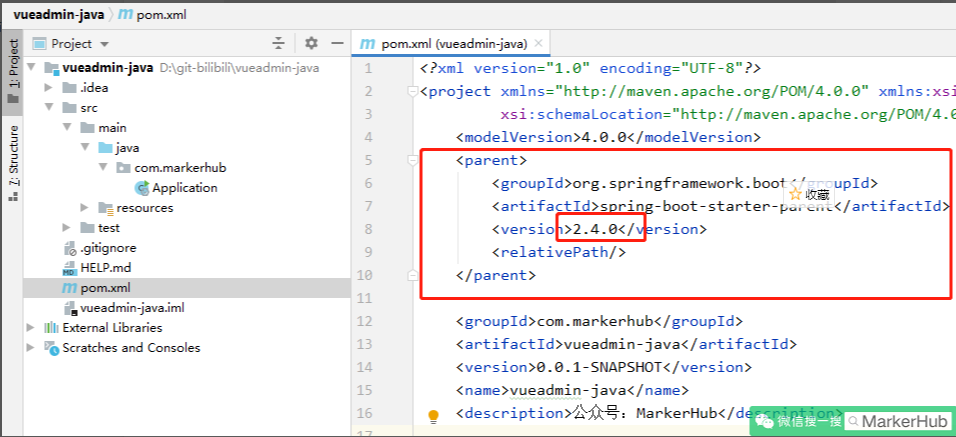 vueadmin-java > pom.xml
Project
pom.xml (vueadmin-java)
1: Project
7: Structure
vueadmin-java D:\git-bilibili\vueadmin-java
.idea
src
main
java
com.markerhub
Application
resources
test
.gitignore
HELP.md
pom.xml
vueadmin-java.iml
External Libraries
Scratches and Consoles
1 <?xml version="1.0" encoding="UTF-8"?>
2 <project xmlns="http://maven.apache.org/POM/4.0.0" xmlns:xsi
3 xsi:schemaLocation="http://maven.apache.org/POM/4.0
4 <modelVersion>4.0.0</modelVersion>
5 <parent>
6 <groupId>org.springframework.boot</groupId>
收藏
7 <artifactId>spring-boot-starter-parent</artifactId>
8 <version>2.4.0</version>
9 <relativePath/>
10 </parent>
11
12 <groupId>com.markerhub</groupId>
13 <artifactId>vueadmin-java</artifactId>
14 <version>0.0.1-SNAPSHOT</version>
15 <name>vueadmin-java</name>
16 <description>公众号：MarkerHub</description>
17
微信搜一搜 MarkerHub